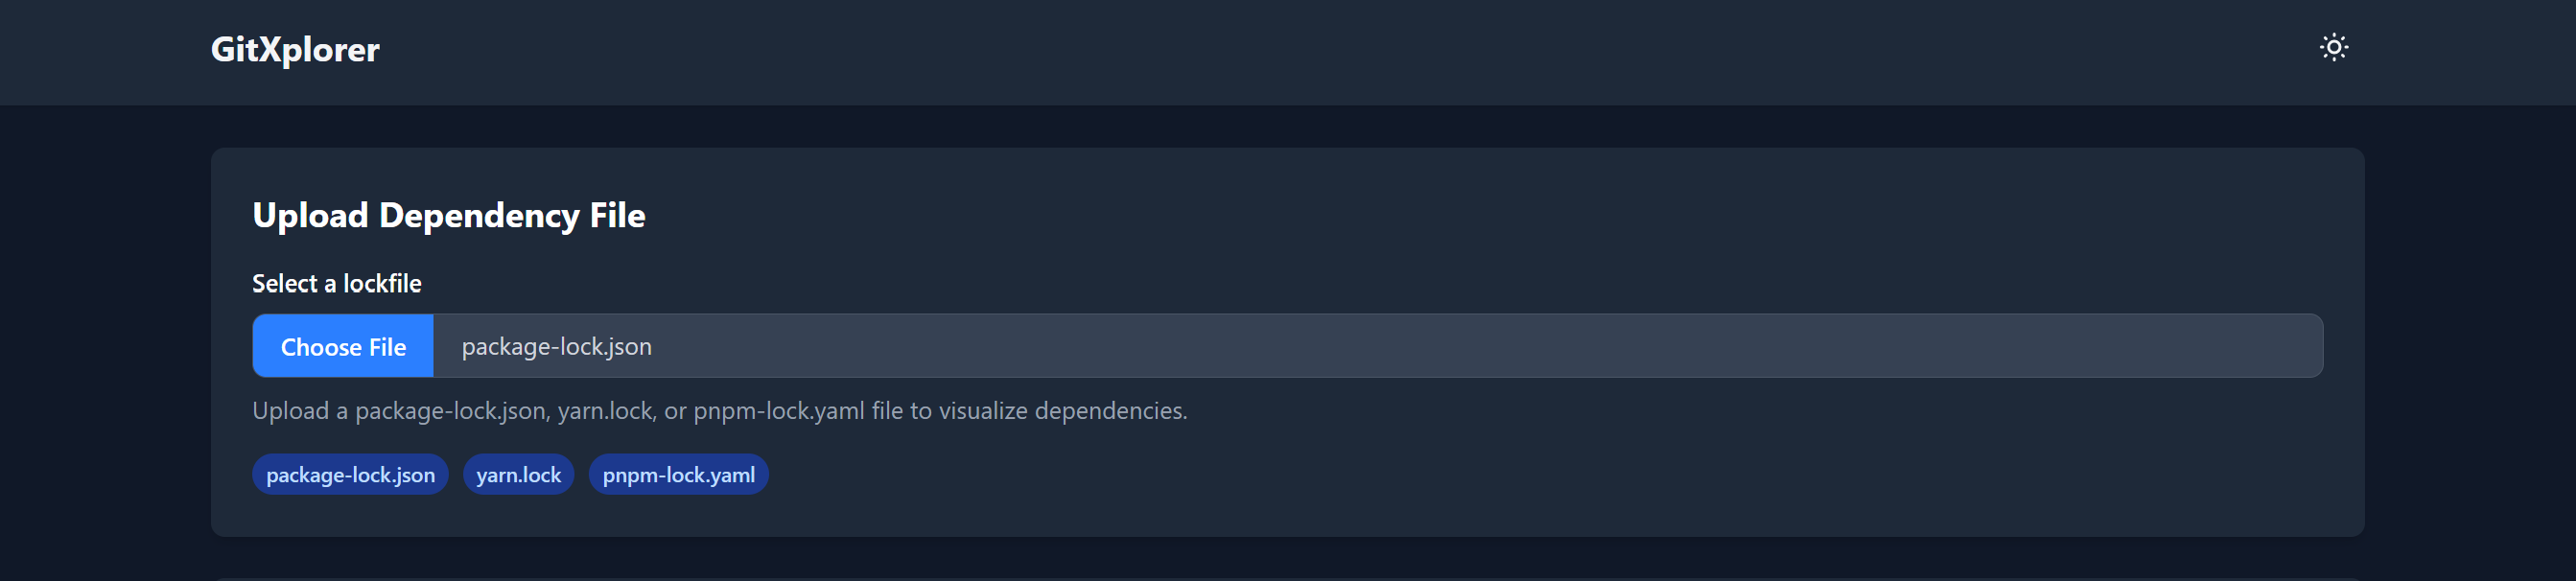 GitXplorer
Upload Dependency File
Select a lockfile
Choose File package-lock.json
Upload a package-lock.json, yarn.lock, or pnpm-lock.yaml file to visualize dependencies.
package-lock.json yarn.lock pnpm-lock.yaml